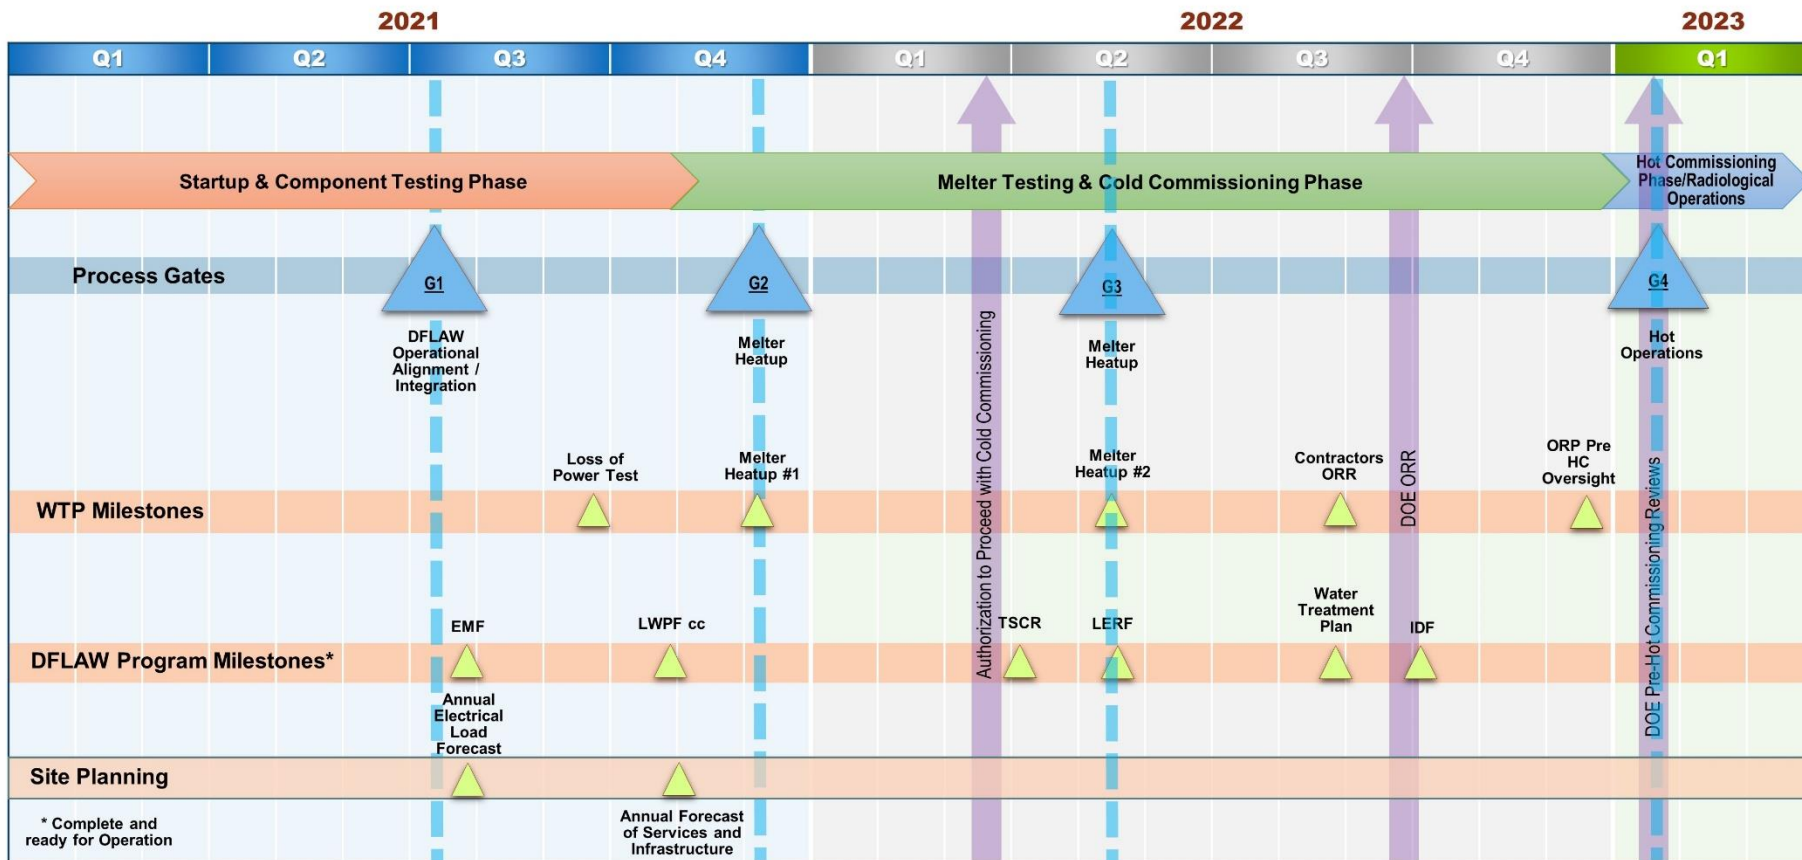 2021
2022
2023
Q1
Q2
Q3
Q4
Q1
Q2
Q3
Q4
Q1
Startup & Component Testing Phase
Melter Testing & Cold Commissioning Phase
Hot Commissioning
Phase/Radiological
Operations
Process Gates
G1
G2
G3
G4
DFLAW
Operational
Alignment /
Integration
Melter
Heatup
Melter
Heatup
Hot
Operations
Authorization to Proceed with Cold Commissioning
DOE ORR
DOE Pre-Hot Commissioning Reviews
WTP Milestones
Loss of
Power Test
Melter
Heatup #1
Melter
Heatup #2
Contractors
ORR
ORP Pre
HC
Oversight
DFLAW Program Milestones*
EMF
LWPF cc
TSCR
LERF
Water
Treatment
Plan
IDF
Site Planning
Annual
Electrical
Load
Forecast
Annual Forecast
of Services and
Infrastructure
* Complete and
ready for Operation